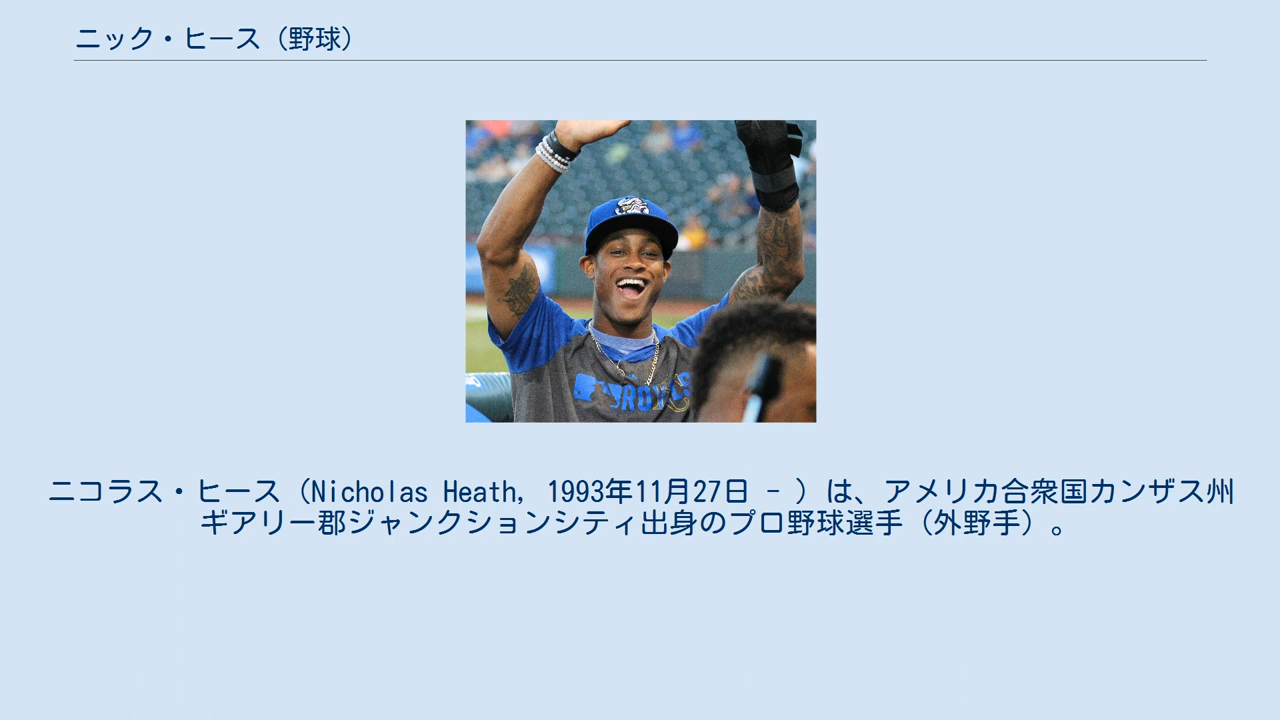 ニック・ヒース（野球）
ROYALS
ニコラス・ヒース（Nicholas Heath, 1993年11月27日 - ）は、アメリカ合衆国カンザス州
ギアリー郡ジャンクションシティ出身のプロ野球選手（外野手）。